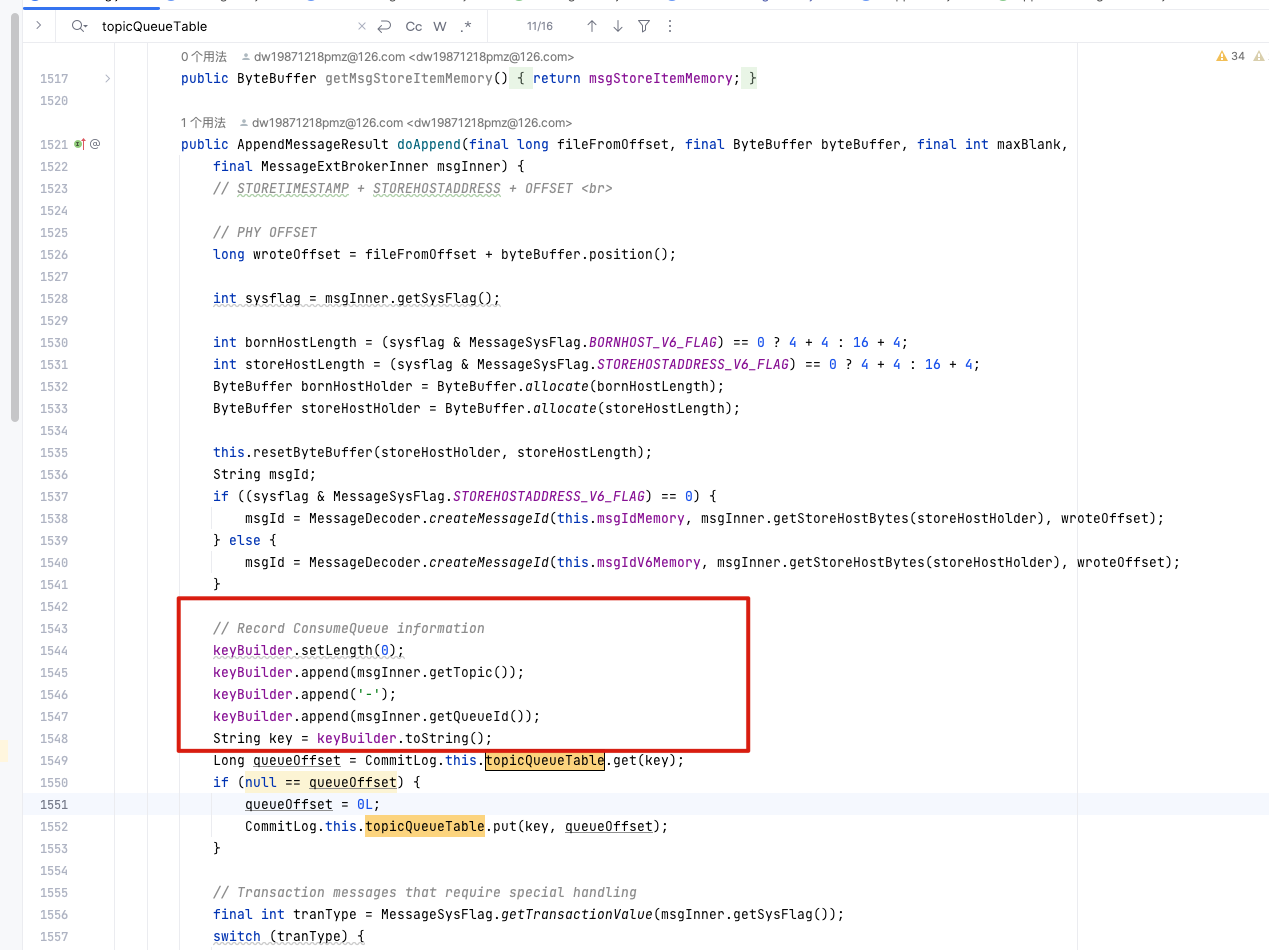 topicQueueTable × Cc W .* 11/16
0个用法 dw19871218pmz@126.com <dw19871218pmz@126.com> 34
1517 public ByteBuffer getMsgStoreItemMemory() { return msgStoreItemMemory; }
1520
1个用法 dw19871218pmz@126.com <dw19871218pmz@126.com>
1521 @ public AppendMessageResult doAppend(final long fileFromOffset, final ByteBuffer byteBuffer, final int maxBlank,
1522 final MessageExtBrokerInner msgInner) {
1523 // STORETIMESTAMP + STOREHOSTADDRESS + OFFSET <br>
1524
1525 // PHY OFFSET
1526 long wroteOffset = fileFromOffset + byteBuffer.position();
1527
1528 int sysflag = msgInner.getSysFlag();
1529
1530 int bornHostLength = (sysflag & MessageSysFlag.BORNHOST_V6_FLAG) == 0 ? 4 + 4 : 16 + 4;
1531 int storeHostLength = (sysflag & MessageSysFlag.STOREHOSTADDRESS_V6_FLAG) == 0 ? 4 + 4 : 16 + 4;
1532 ByteBuffer bornHostHolder = ByteBuffer.allocate(bornHostLength);
1533 ByteBuffer storeHostHolder = ByteBuffer.allocate(storeHostLength);
1534
1535 this.resetByteBuffer(storeHostHolder, storeHostLength);
1536 String msgId;
1537 if ((sysflag & MessageSysFlag.STOREHOSTADDRESS_V6_FLAG) == 0) {
1538 msgId = MessageDecoder.createMessageId(this.msgIdMemory, msgInner.getStoreHostBytes(storeHostHolder), wroteOffset);
1539 } else {
1540 msgId = MessageDecoder.createMessageId(this.msgIdV6Memory, msgInner.getStoreHostBytes(storeHostHolder), wroteOffset);
1541 }
1542
1543 // Record ConsumeQueue information
1544 keyBuilder.setLength(0);
1545 keyBuilder.append(msgInner.getTopic());
1546 keyBuilder.append('-');
1547 keyBuilder.append(msgInner.getQueueId());
1548 String key = keyBuilder.toString();
1549 Long queueOffset = CommitLog.this.topicQueueTable.get(key);
1550 if (null == queueOffset) {
1551 queueOffset = 0L;
1552 CommitLog.this.topicQueueTable.put(key, queueOffset);
1553 }
1554
1555 // Transaction messages that require special handling
1556 final int tranType = MessageSysFlag.getTransactionValue(msgInner.getSysFlag());
1557 switch (tranType) {